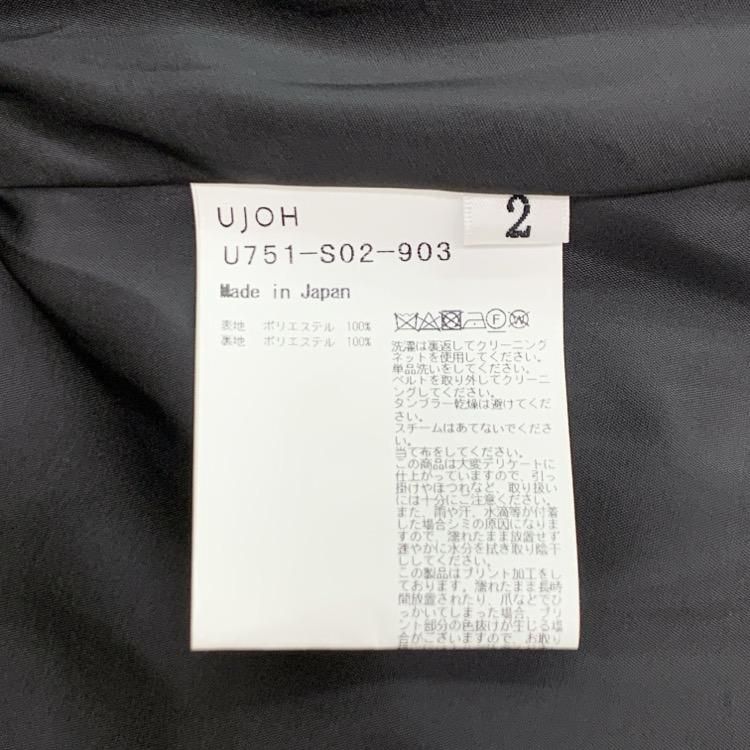 UJOH
2
U751-S02-903
Made in Japan
表地 ポリエステル 100%
裏地 ポリエステル 100%
洗濯は裏返してクリーニング
ネットを使用してください。
単品洗いをしてください。
ベルトを取り外してクリーニ
ングしてください。
タンブラー乾燥は避けてくだ
さい。
スチームはあてないでくださ
い。
当て布をしてください。
この商品は大変デリケートに
仕上がっていますので、引っ
掛けやほつれなど、取り扱い
には十分にご注意ください。
また、雨や汗、水滴等が付着
した場合シミの原因になりま
すので、濡れたまま放置せず
速やかに水分を拭き取り陰干
ししてください。
この製品はプリント加工をし
ております。濡れたまま長時
間放置されたり、爪などでひ
っかいてしまった場合、プリ
ント部分の色抜けが生じる場
合がございますので、お取り